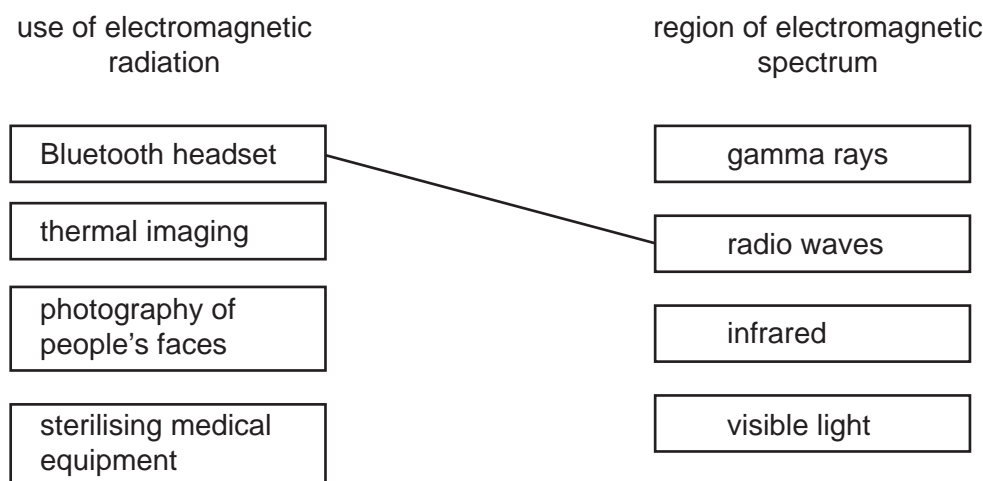 use of electromagnetic
radiation
region of electromagnetic
spectrum
Bluetooth headset
thermal imaging
photography of
people’s faces
sterilising medical
equipment
gamma rays
radio waves
infrared
visible light